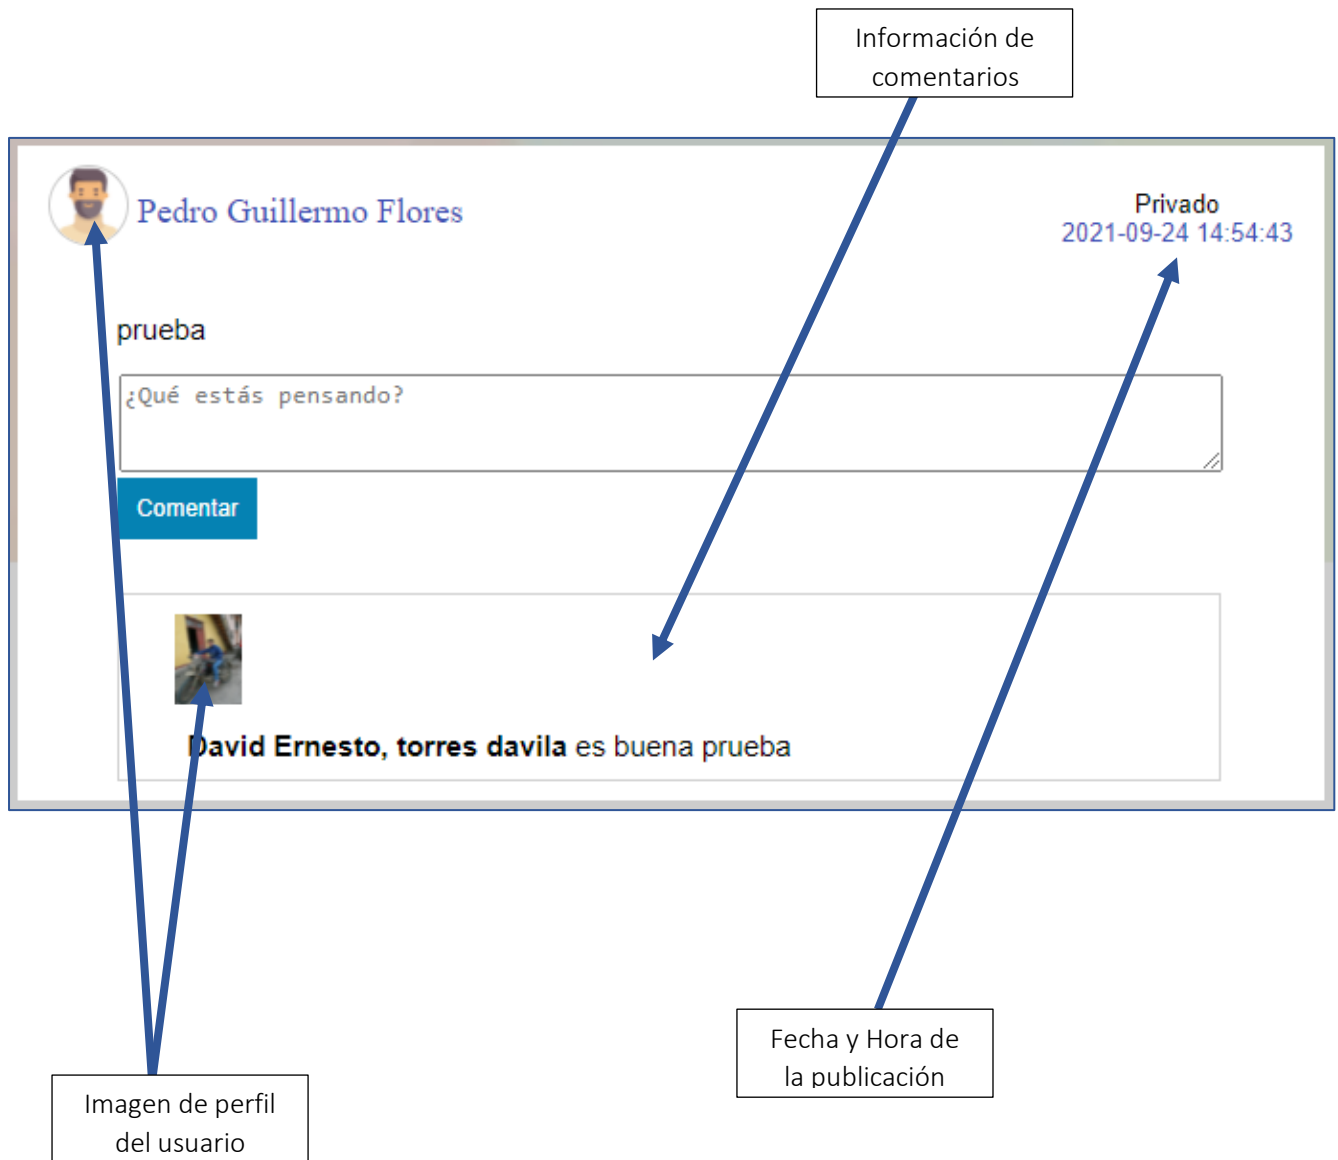 Información de
comentarios
Pedro Guillermo Flores
Privado
2021-09-24 14:54:43
prueba
¿Qué estás pensando?
Comentar
David Ernesto, torres davila es buena prueba
Fecha y Hora de
la publicación
Imagen de perfil
del usuario